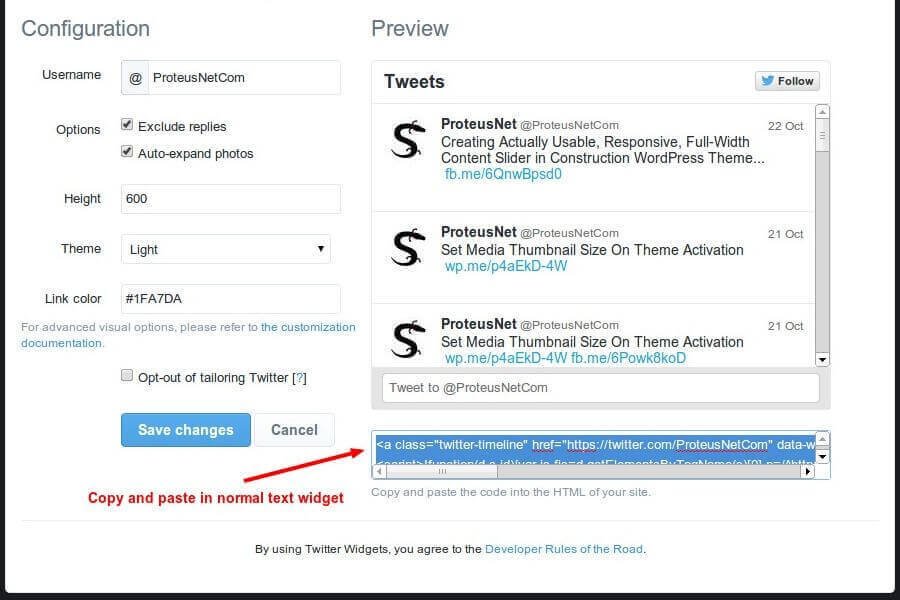 Configuration
Username
@ ProteusNetCom
Options
Exclude replies
Auto-expand photos
Height
600
Theme
Light
Link color
#1FA7DA
For advanced visual options, please refer to the customization
documentation.
Opt-out of tailoring Twitter [?]
Save changes
Cancel
Copy and paste in normal text widget
Preview
Tweets
Follow
ProteusNet @ProteusNetCom
22 Oct
Creating Actually Usable, Responsive, Full-Width
Content Slider in Construction WordPress Theme...
fb.me/6QnwBpsd0
ProteusNet @ProteusNetCom
21 Oct
Set Media Thumbnail Size On Theme Activation
wp.me/p4aEkD-4W
ProteusNet @ProteusNetCom
21 Oct
Set Media Thumbnail Size On Theme Activation
wp.me/p4aEkD-4W fb.me/6Powk8koD
Tweet to @ProteusNetCom
<a class="twitter-timeline" href="https://twitter.com/ProteusNetCom" data-w
Copy and paste the code into the HTML of your site.
By using Twitter Widgets, you agree to the Developer Rules of the Road.